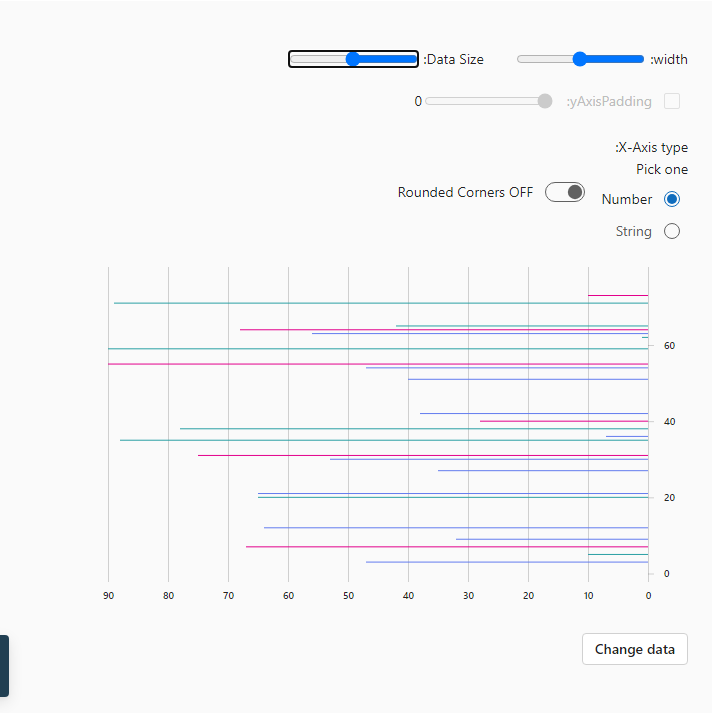 :width
:Data Size
:yAxisPadding
0
:X-Axis type
Pick one
Number
Rounded Corners OFF
String
60
40
20
0
90 80 70 60 50 40 30 20 10 0
Change data